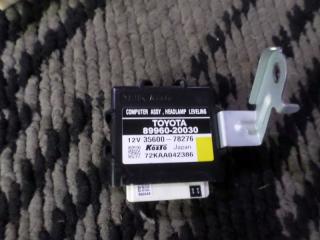 COMPUTER ASSY, HEADLAMP LEVELING
TOYOTA
89960-20030
12V 35600-78276
KOITO Japan
72KAA042386